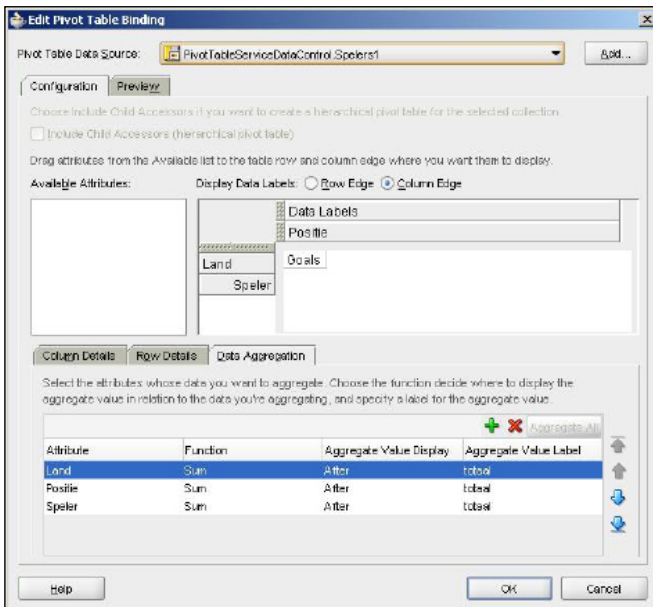 Edit Pivot Table Binding
Pivot Table Data Source: PivotTableServiceDataControl.Spelers1 Add...
Configuration Preview
Choose Include Child Accessors if you want to create a hierarchical pivot table for the selected collection
Include Child Accessors (hierarchical pivot table)
Drag attributes from the Available list to the table row and column edge where you want them to display.
Available Attributes: Display Data Labels: Row Edge Column Edge
Data Labels
Positie
Land Goals
Speler
Column Details Row Details Data Aggregation
Select the attributes whose data you want to aggregate. Choose the function decide where to display the
aggregate value in relation to the data you're aggregating, and specify a label for the aggregate value.
Aggregate All
Attribute Function Aggregate Value Display Aggregate Value Label
Land Sum After totaal
Positie Sum After totaal
Speler Sum After totaal
Help OK Cancel